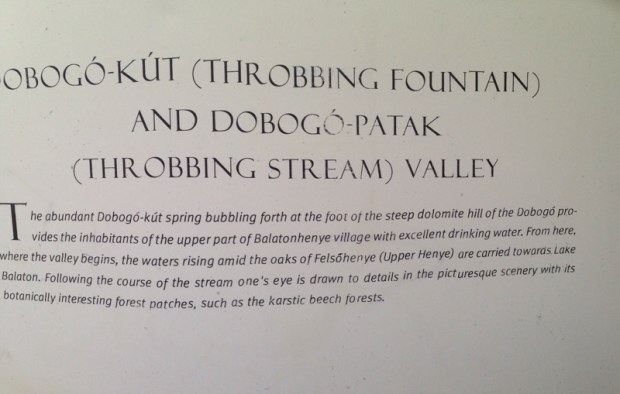 OBOGÓ-KÚT (THROBBING FOUNTAIN)
AND DOBOGÓ-PATAK
(THROBBING STREAM) VALLEY
The abundant Dobogó-kút spring bubbling forth at the foot of the steep dolomite hill of the Dobogó pro-
vides the inhabitants of the upper part of Balatonhenye village with excellent drinking water. From here,
where the valley begins, the waters rising amid the oaks of Felsőhenye (Upper Henye) are carried towards Lake
Balaton. Following the course of the stream one's eye is drawn to details in the picturesque scenery with its
botanically interesting forest patches, such as the karstic beech forests.